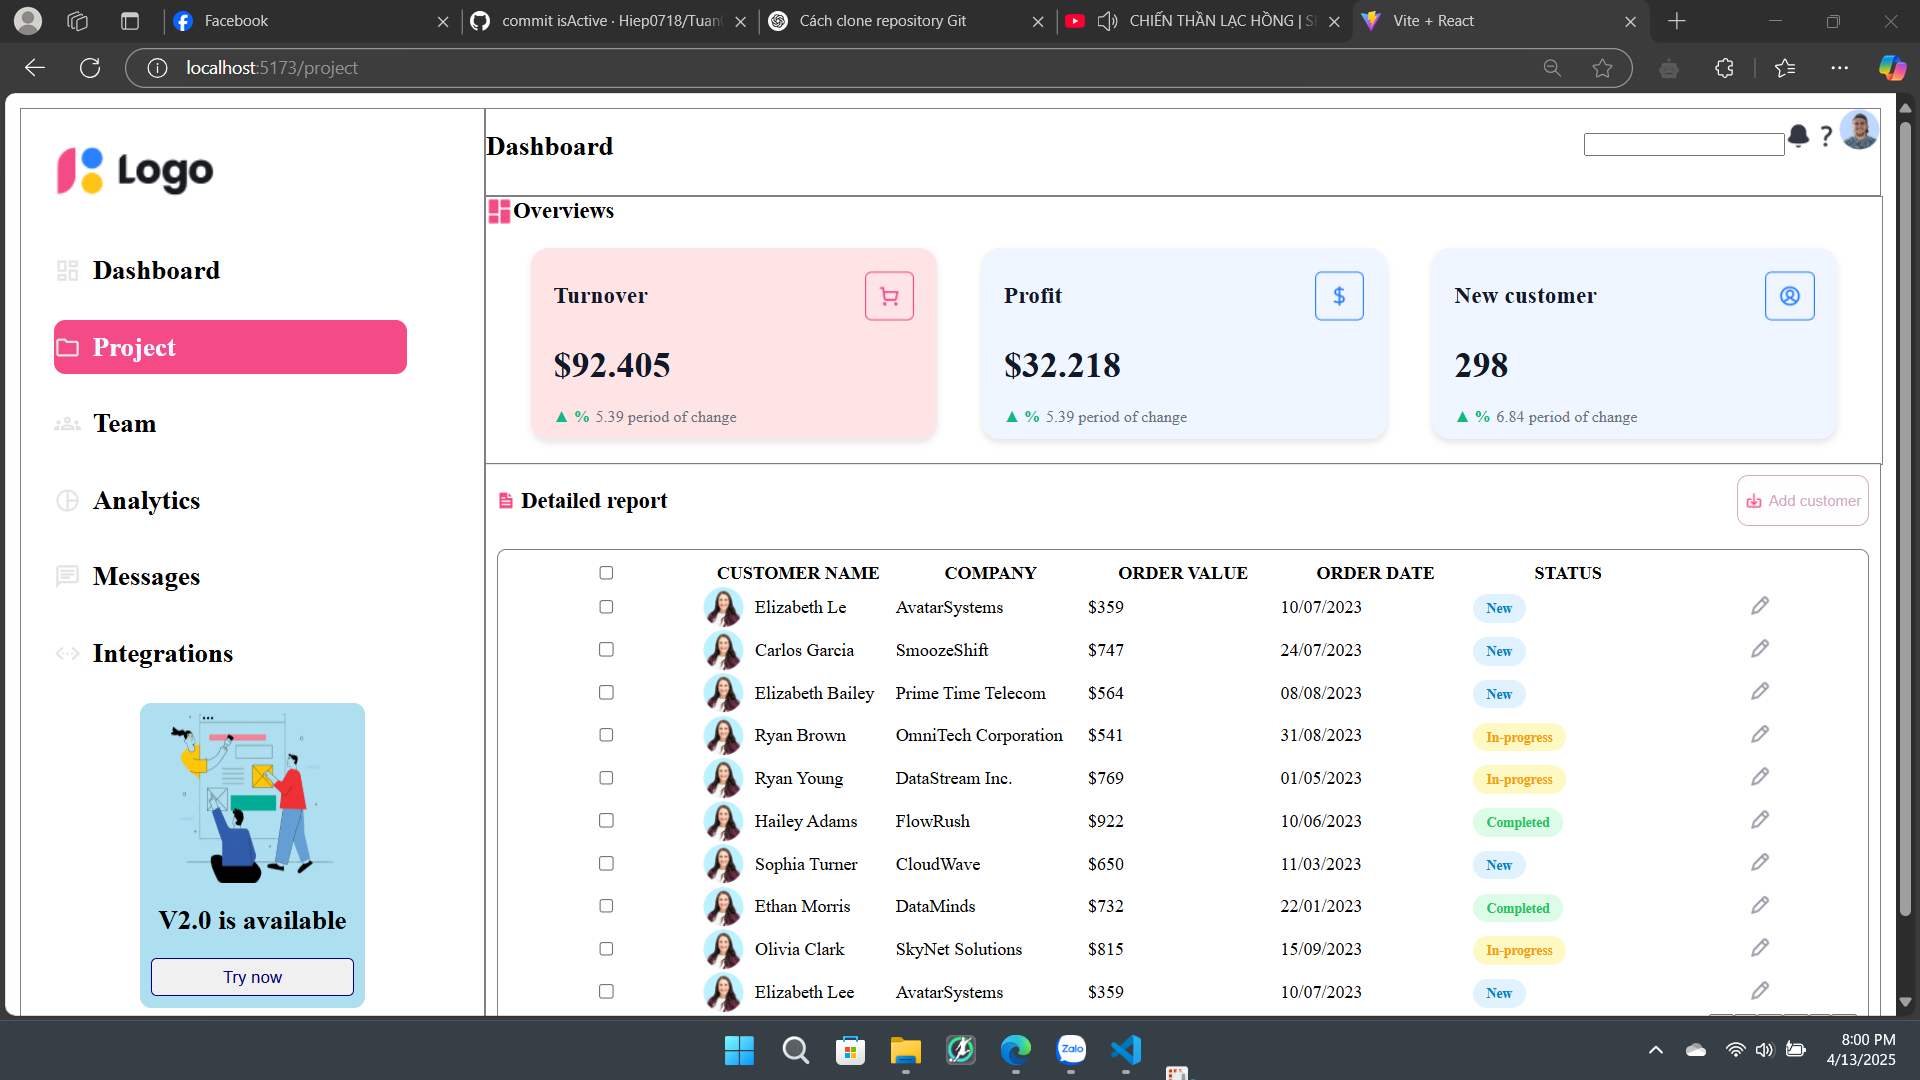 Facebook
commit isActive · Hiep0718/Tuan
Cách clone repository Git
CHIẾN THẦN LẠC HỒNG |
Vite + React
localhost:5173/project
Logo
Dashboard
Project
Team
Analytics
Messages
Integrations
V2.0 is available
Try now
Dashboard
?
Overviews
Turnover
$92.405
▲ % 5.39 period of change
Profit
$
$32.218
▲ % 5.39 period of change
New customer
298
▲ % 6.84 period of change
Detailed report
Add customer
CUSTOMER NAME COMPANY ORDER VALUE ORDER DATE STATUS
Elizabeth Le AvatarSystems $359 10/07/2023 New
Carlos Garcia SmoozeShift $747 24/07/2023 New
Elizabeth Bailey Prime Time Telecom $564 08/08/2023 New
Ryan Brown OmniTech Corporation $541 31/08/2023 In-progress
Ryan Young DataStream Inc. $769 01/05/2023 In-progress
Hailey Adams FlowRush $922 10/06/2023 Completed
Sophia Turner CloudWave $650 11/03/2023 New
Ethan Morris DataMinds $732 22/01/2023 Completed
Olivia Clark SkyNet Solutions $815 15/09/2023 In-progress
Elizabeth Lee AvatarSystems $359 10/07/2023 New
Zalo
8:00 PM
4/13/2025